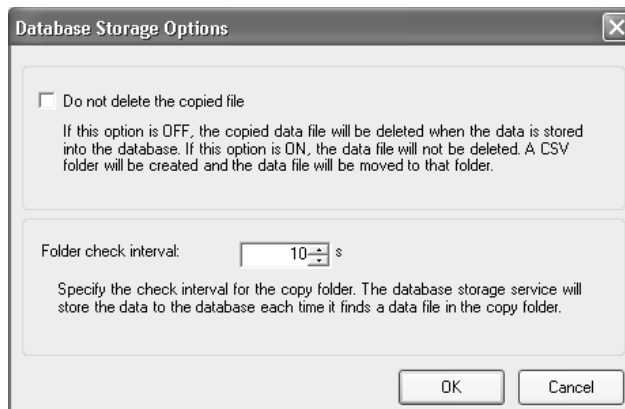 Database Storage Options
Do not delete the copied file
If this option is OFF, the copied data file will be deleted when the data is stored
into the database. If this option is ON, the data file will not be deleted. A CSV
folder will be created and the data file will be moved to that folder.
Folder check interval: 10 s
Specify the check interval for the copy folder. The database storage service will
store the data to the database each time it finds a data file in the copy folder.
OK Cancel